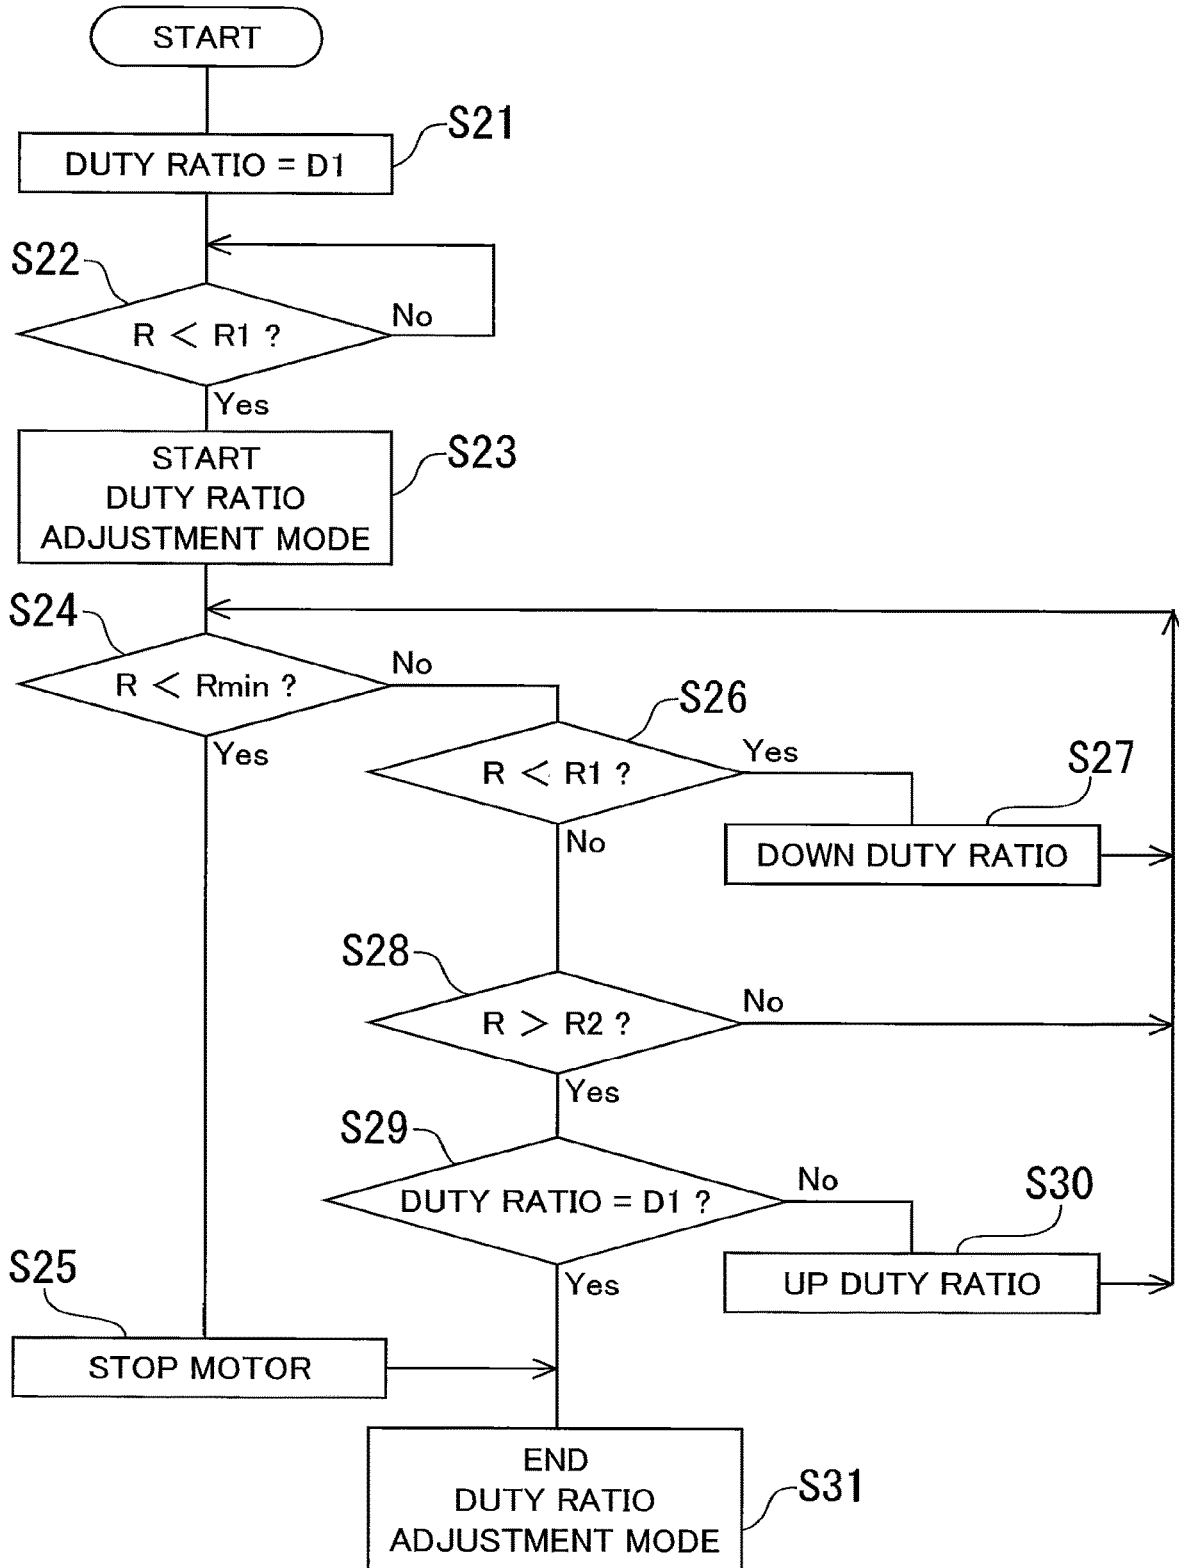 START
S21
DUTY RATIO = D1
S22
R < R1 ?
No
Yes
S23
START
DUTY RATIO
ADJUSTMENT MODE
S24
R < Rmin ?
No
Yes
S26
R < R1 ?
Yes
No
S27
DOWN DUTY RATIO
S28
R > R2 ?
No
Yes
S29
DUTY RATIO = D1 ?
No
Yes
S30
UP DUTY RATIO
S25
STOP MOTOR
END
DUTY RATIO
ADJUSTMENT MODE
S31